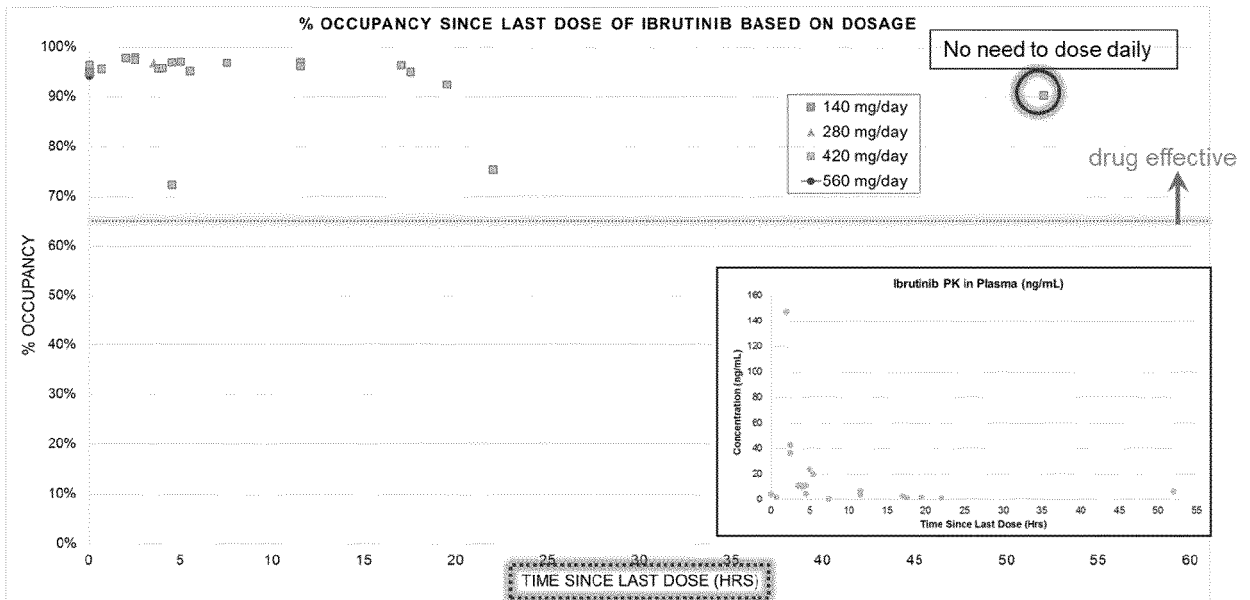 % OCCUPANCY SINCE LAST DOSE OF IBRUTINIB BASED ON DOSAGE
No need to dose daily
100%
90%
80%
70%
60%
50%
40%
30%
20%
10%
0%
% OCCUPANCY
140 mg/day
280 mg/day
420 mg/day
560 mg/day
drug effective
Ibrutinib PK in Plasma (ng/mL)
160
140
120
100
80
60
40
20
0
Concentration (ng/mL)
0 5 10 15 20 25 30 35 40 45 50 55
Time Since Last Dose (Hrs)
0 5 10 15 20 25 30 35 40 45 50 55 60
TIME SINCE LAST DOSE (HRS)